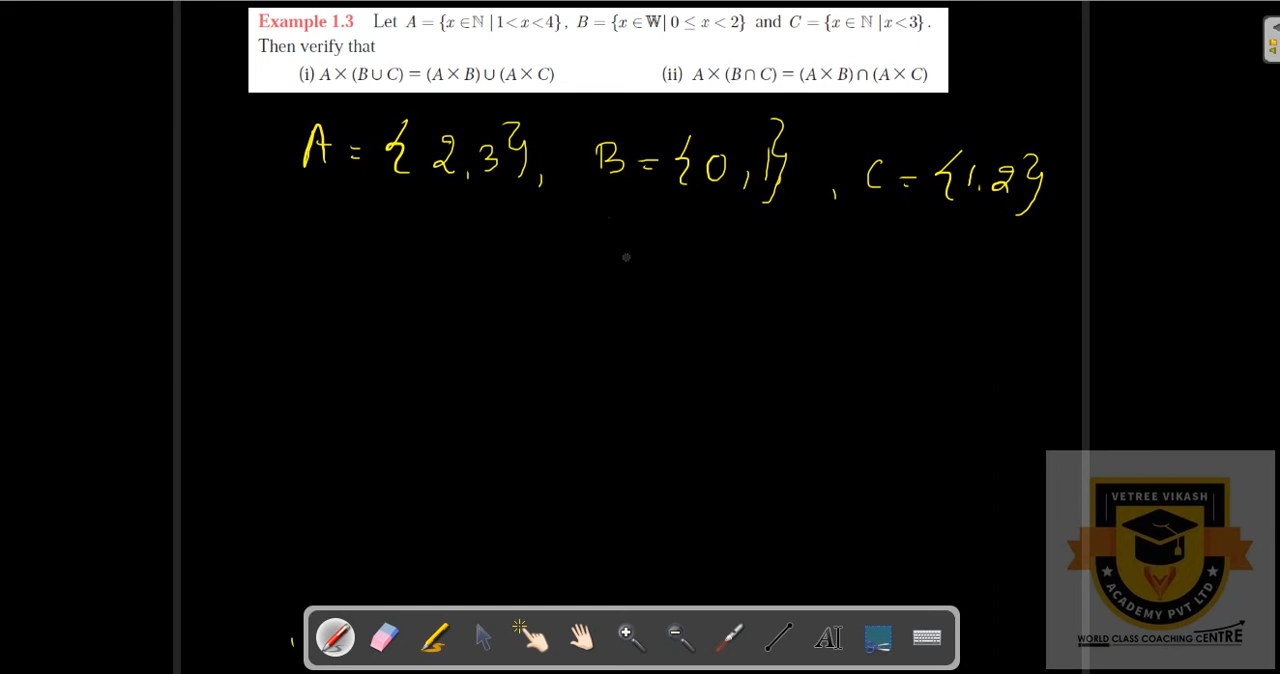 Example 1.3 Let A = {x ∈ ℕ | 1 < x < 4}, B = {x ∈ 𝕎 | 0 ≤ x < 2} and C = {x ∈ ℕ | x < 3}.
Then verify that
(i) A × (B ∪ C) = (A × B) ∪ (A × C) (ii) A × (B ∩ C) = (A × B) ∩ (A × C)
A = { 2, 3 }, B = { 0, 1 }, C = { 1, 2 }
VETREE VIKASH
ACADEMY PVT LTD
WORLD CLASS COACHING CENTRE
AI